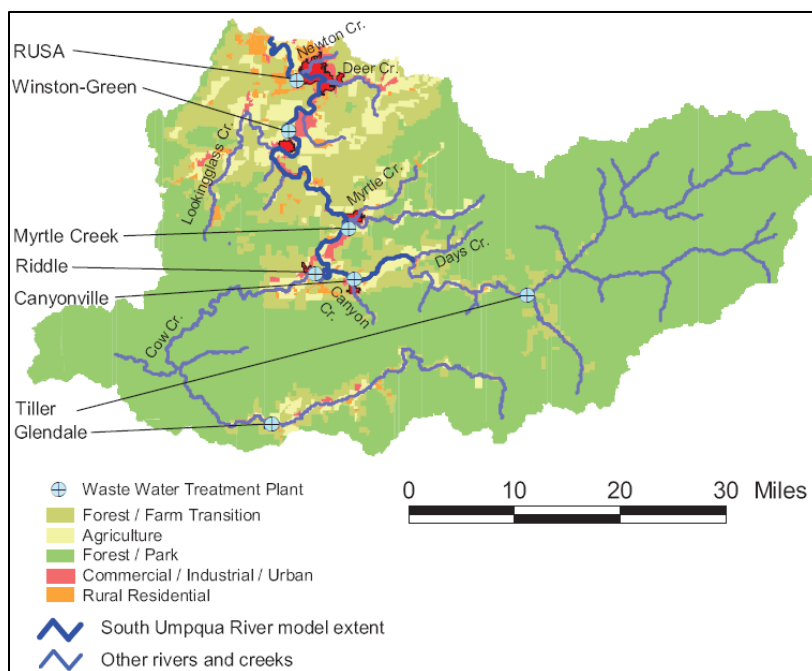 RUSA
Winston-Green
Newton Cr.
Deer Cr.
Lookingglass Cr.
Myrtle Cr.
Myrtle Creek
Riddle
Canyonville
Days Cr.
Canyon
Cr.
Cow Cr.
Tiller
Glendale
Waste Water Treatment Plant
Forest / Farm Transition
Agriculture
Forest / Park
Commercial / Industrial / Urban
Rural Residential
South Umpqua River model extent
Other rivers and creeks
0 10 20 30 Miles